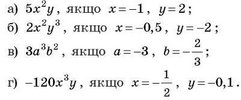 а) 5x²y, якщо x=−1, y=2;
б) 2x²y³, якщо x=−0,5, y=−2;
в) 3a³b², якщо a=−3, b=−2/3;
г) −120x³y, якщо x=−1/2, y=−0,1.